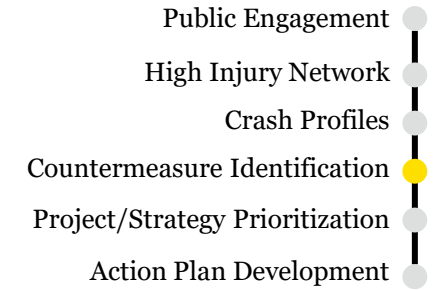 Public Engagement
High Injury Network
Crash Profiles
Countermeasure Identification
Project/Strategy Prioritization
Action Plan Development